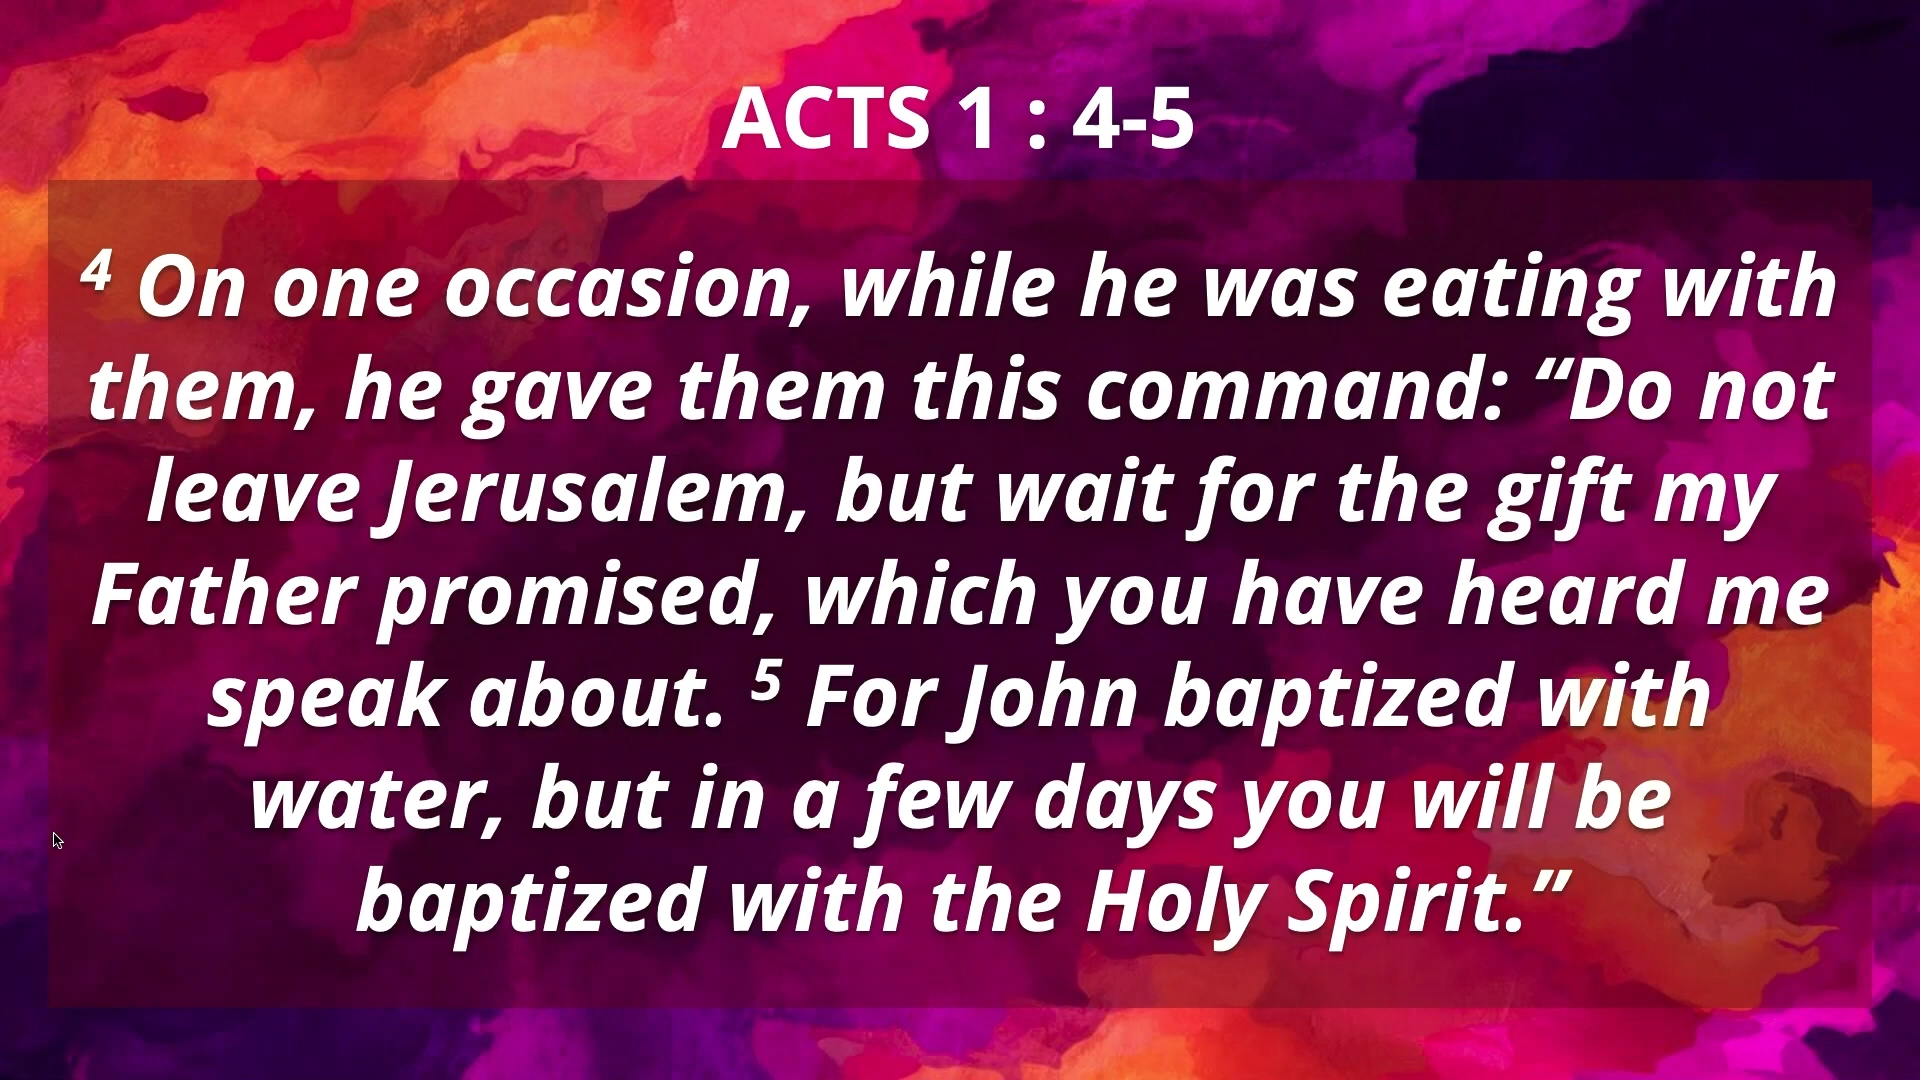 ACTS 1 : 4-5
⁴ On one occasion, while he was eating with
them, he gave them this command: “Do not
leave Jerusalem, but wait for the gift my
Father promised, which you have heard me
speak about. ⁵ For John baptized with
water, but in a few days you will be
baptized with the Holy Spirit.”